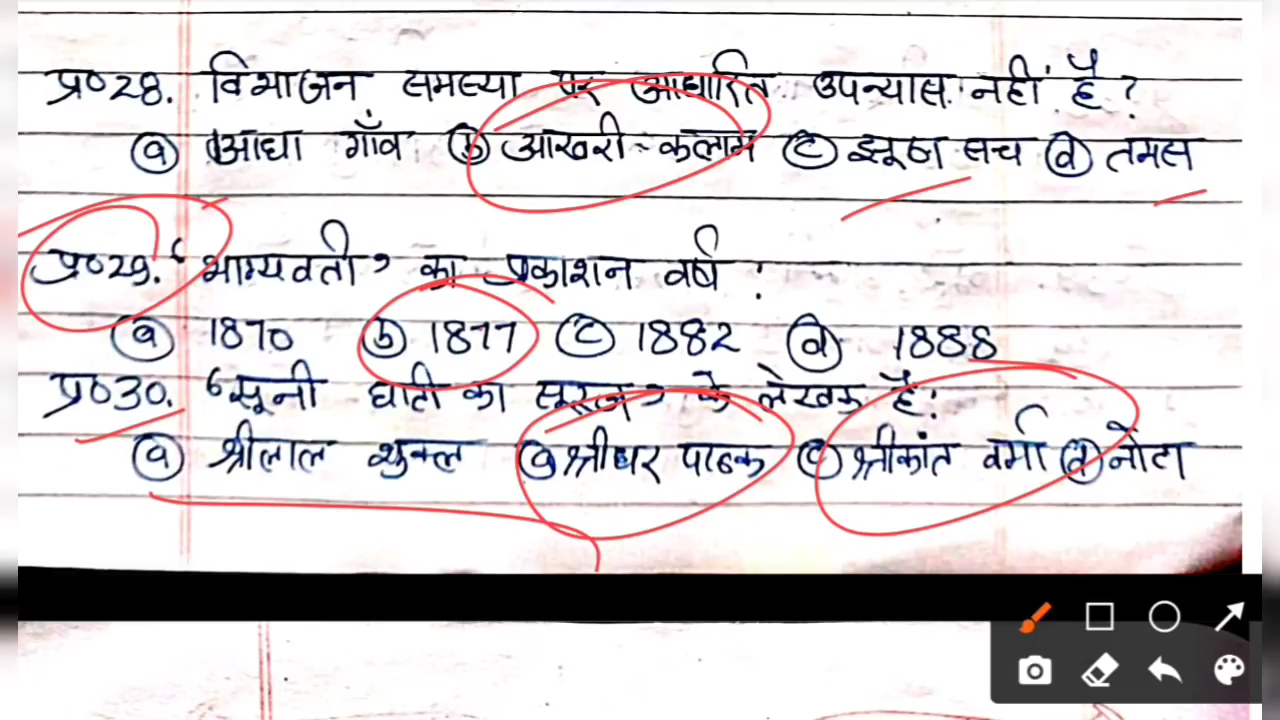 प्र०28. विभाजन समस्या पर आधारित उपन्यास नहीं है ?
(a) आधा गाँव (b) आखरी-कलाम (c) झूठा सच (d) तमस
प्र०29. 'भाग्यवती' का प्रकाशन वर्ष :
(a) 1870 (b) 1877 (c) 1882 (d) 1888
प्र०30. 'सूनी घाटी का सूरज' के लेखक है:
(a) श्रीलाल शुक्ल (b) श्रीधर पाठक (c) श्रीकांत वर्मा (d) नोटा